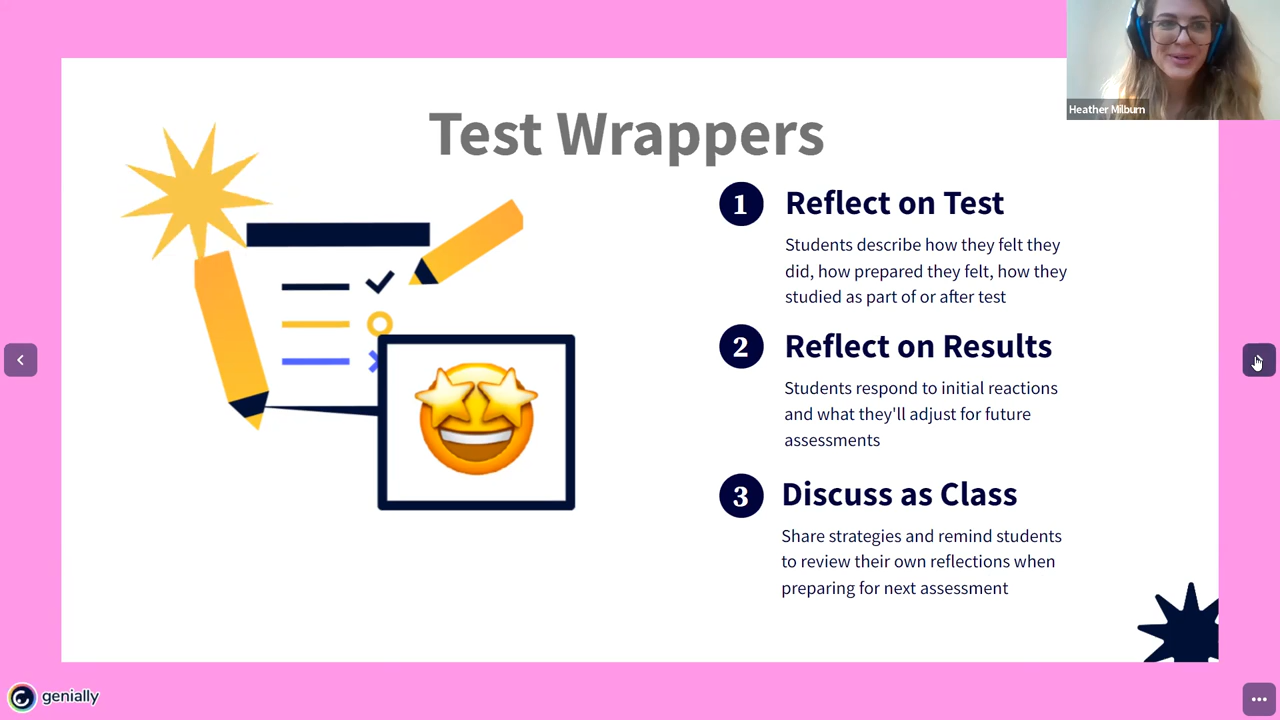 Heather Milburn
Test Wrappers
1
Reflect on Test
Students describe how they felt they
did, how prepared they felt, how they
studied as part of or after test
2
Reflect on Results
Students respond to initial reactions
and what they'll adjust for future
assessments
3
Discuss as Class
Share strategies and remind students
to review their own reflections when
preparing for next assessment
genially